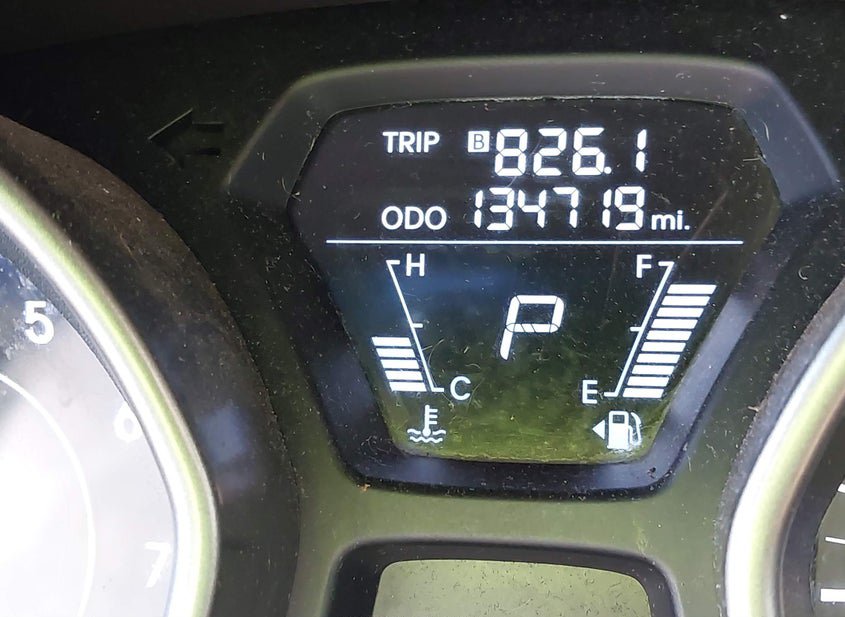 TRIP B 826.1
ODO 134719 mi.
H F
P
C E
5
6
7